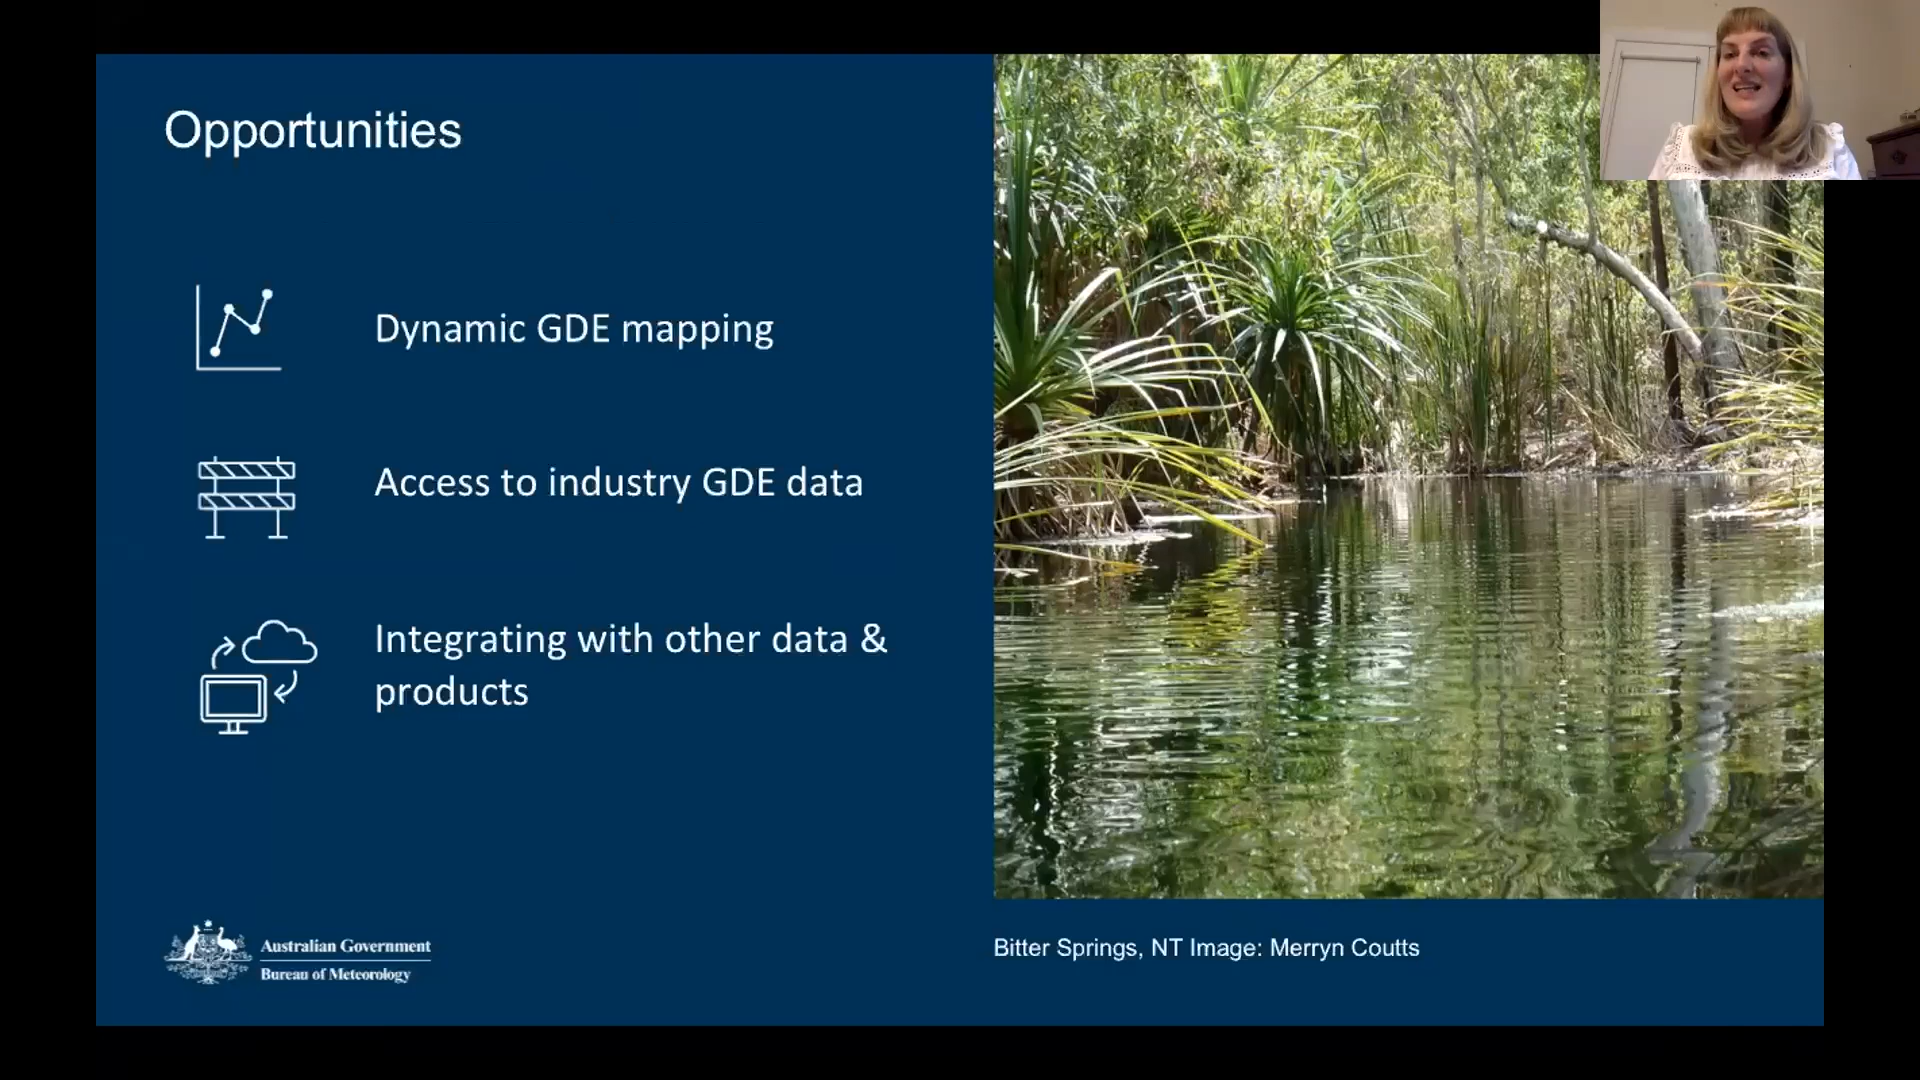 Opportunities
Dynamic GDE mapping
Access to industry GDE data
Integrating with other data &
products
Australian Government
Bureau of Meteorology
Bitter Springs, NT Image: Merryn Coutts